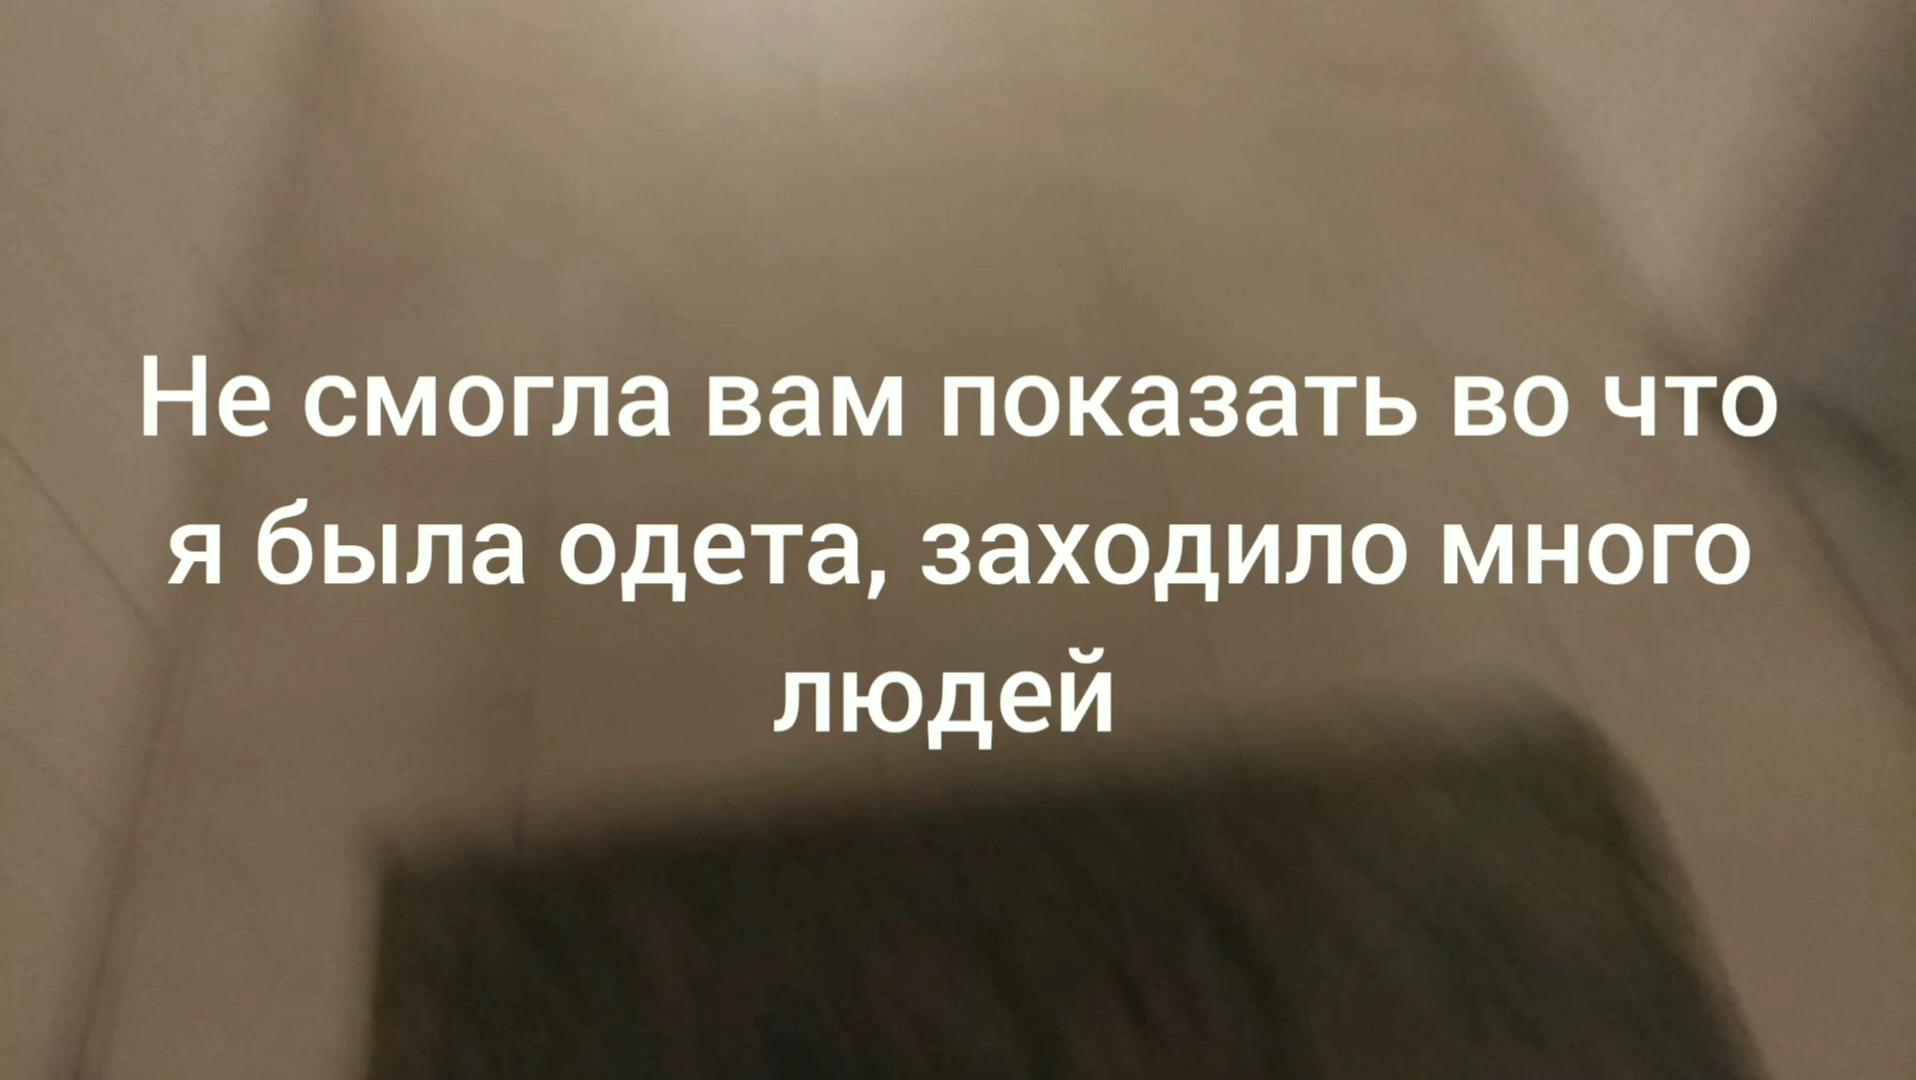 Не смогла вам показать во что
я была одета, заходило много
людей